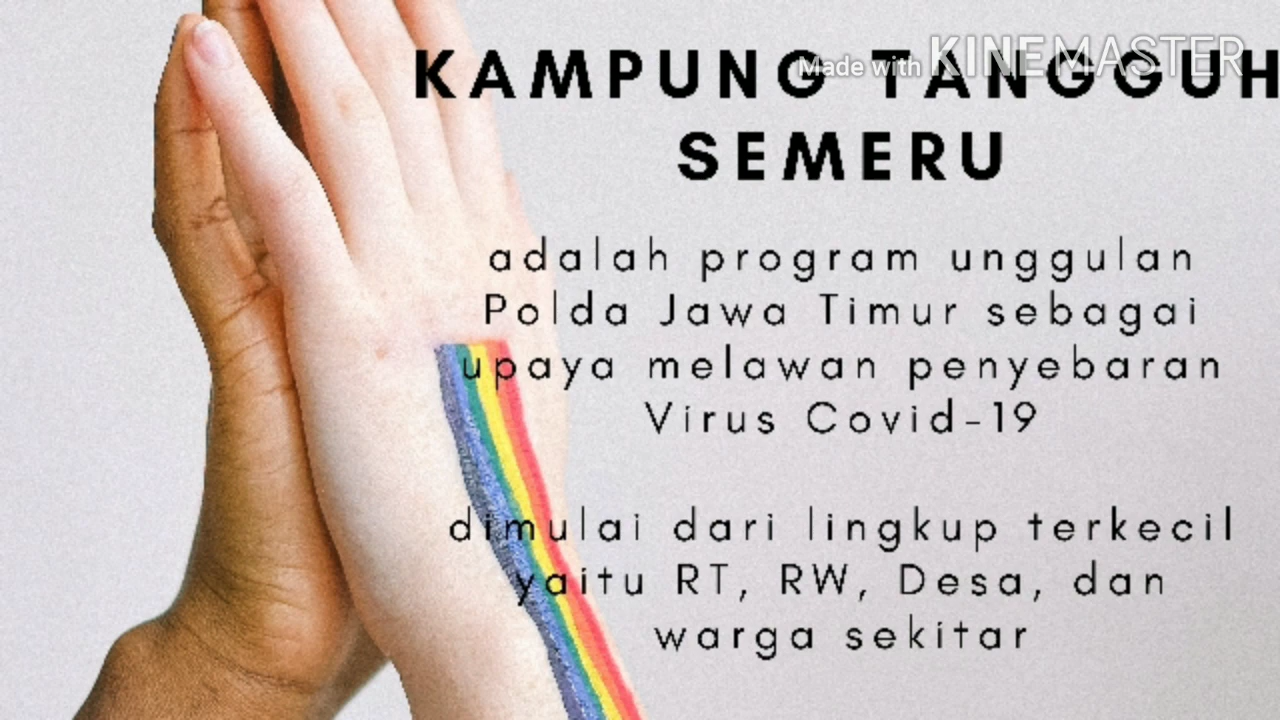 Made with KINEMASTER
KAMPUNG TANGGUH
SEMERU
adalah program unggulan
Polda Jawa Timur sebagai
upaya melawan penyebaran
Virus Covid-19
dimulai dari lingkup terkecil
yaitu RT, RW, Desa, dan
warga sekitar